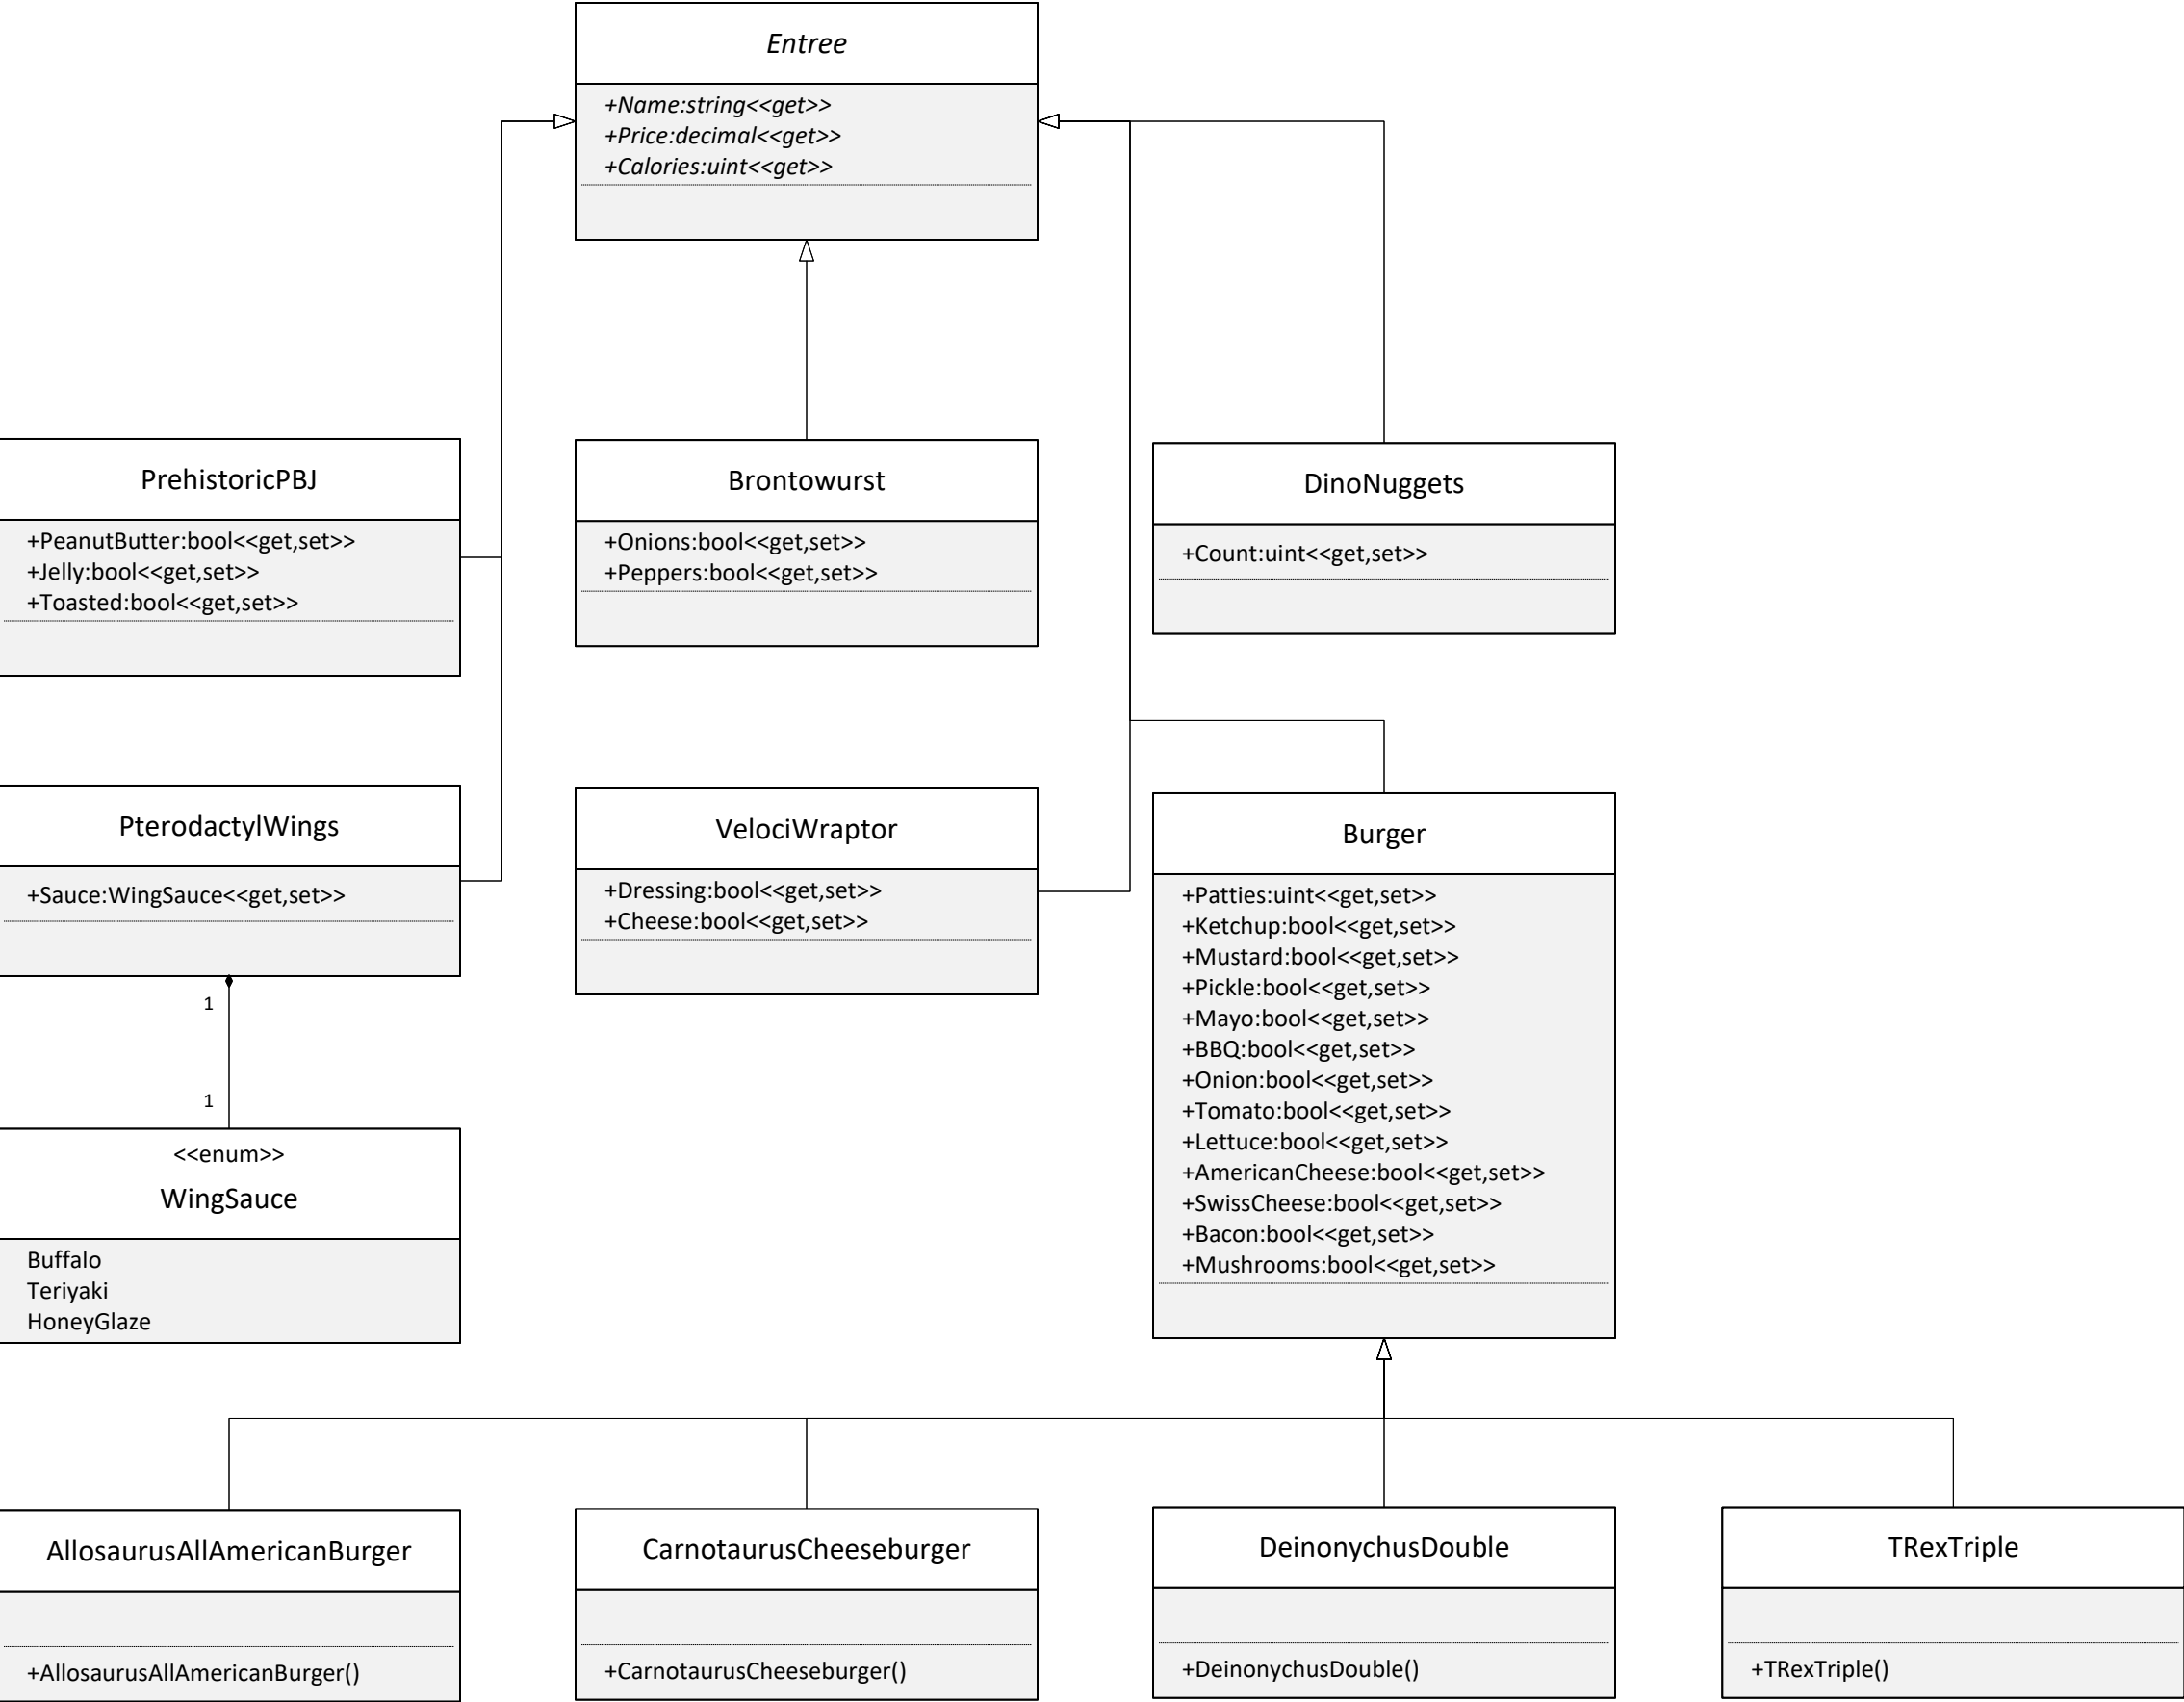 Entree
+Name:string<<get>>
+Price:decimal<<get>>
+Calories:uint<<get>>
PrehistoricPBJ
+PeanutButter:bool<<get,set>>
+Jelly:bool<<get,set>>
+Toasted:bool<<get,set>>
Brontowurst
+Onions:bool<<get,set>>
+Peppers:bool<<get,set>>
DinoNuggets
+Count:uint<<get,set>>
PterodactylWings
+Sauce:WingSauce<<get,set>>
1
1
<<enum>>
WingSauce
Buffalo
Teriyaki
HoneyGlaze
VelociWraptor
+Dressing:bool<<get,set>>
+Cheese:bool<<get,set>>
Burger
+Patties:uint<<get,set>>
+Ketchup:bool<<get,set>>
+Mustard:bool<<get,set>>
+Pickle:bool<<get,set>>
+Mayo:bool<<get,set>>
+BBQ:bool<<get,set>>
+Onion:bool<<get,set>>
+Tomato:bool<<get,set>>
+Lettuce:bool<<get,set>>
+AmericanCheese:bool<<get,set>>
+SwissCheese:bool<<get,set>>
+Bacon:bool<<get,set>>
+Mushrooms:bool<<get,set>>
AllosaurusAllAmericanBurger
+AllosaurusAllAmericanBurger()
CarnotaurusCheeseburger
+CarnotaurusCheeseburger()
DeinonychusDouble
+DeinonychusDouble()
TRexTriple
+TRexTriple()